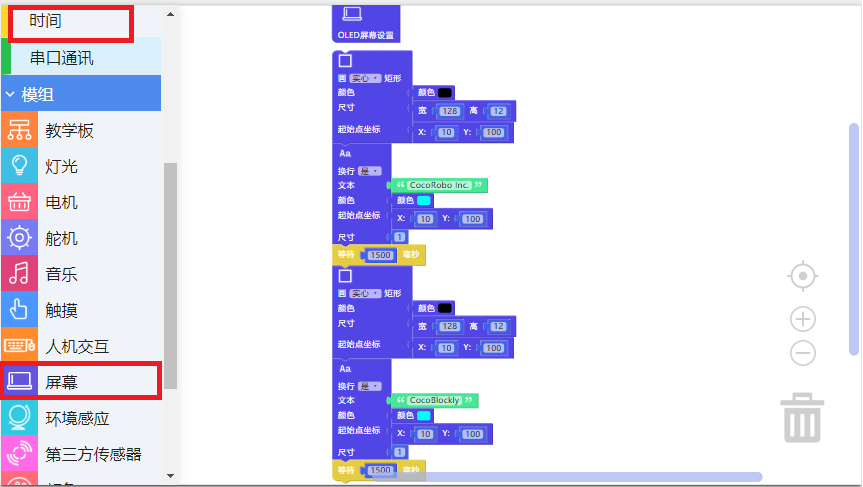 时间
串口通讯
模组
教学板
灯光
电机
舵机
音乐
触摸
人机交互
屏幕
环境感应
第三方传感器
OLED屏幕设置
画 实心 矩形
颜色 颜色
尺寸 宽 128 高 12
起始点坐标 X: 10 Y: 100
Aa
换行 是
文本 “ CocoRobo Inc. ”
颜色 颜色
起始点坐标 X: 10 Y: 100
尺寸 1
等待 1500 毫秒
画 实心 矩形
颜色 颜色
尺寸 宽 128 高 12
起始点坐标 X: 10 Y: 100
Aa
换行 是
文本 “ CocoBlockly ”
颜色 颜色
起始点坐标 X: 10 Y: 100
尺寸 1
等待 1500 毫秒